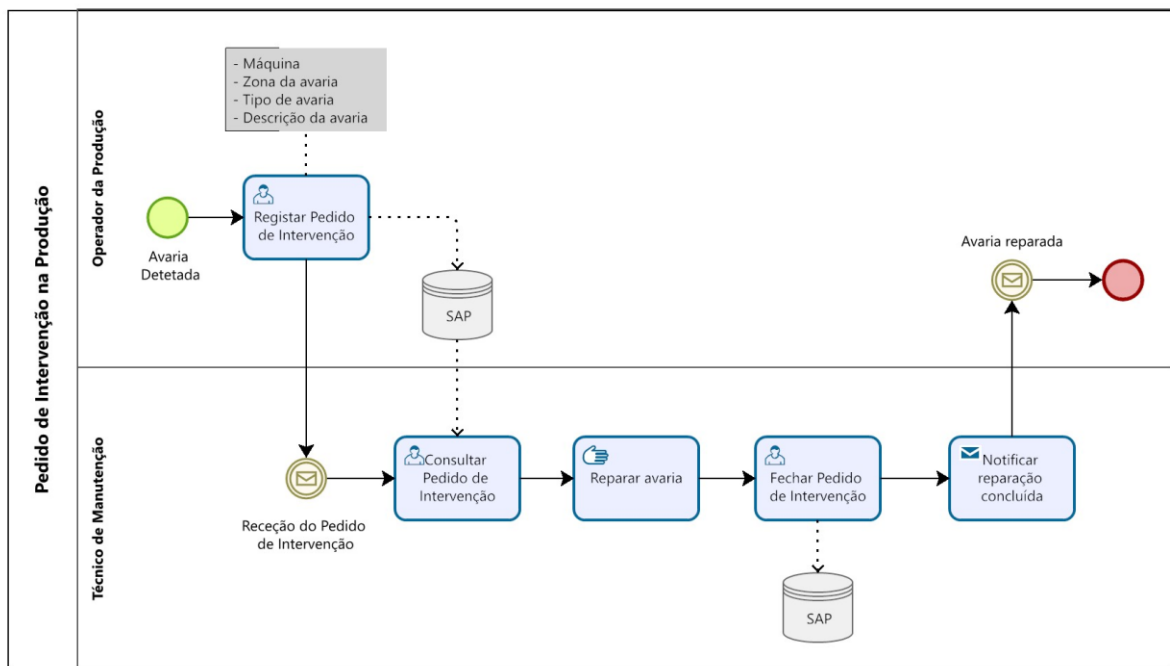 Pedido de Intervenção na Produção
Operador da Produção
- Máquina
- Zona da avaria
- Tipo de avaria
- Descrição da avaria
Registar Pedido
de Intervenção
Avaria
Detetada
SAP
Avaria reparada
Técnico de Manutenção
Receção do Pedido
de Intervenção
Consultar
Pedido de
Intervenção
Reparar avaria
Fechar Pedido
de Intervenção
Notificar
reparação
concluída
SAP